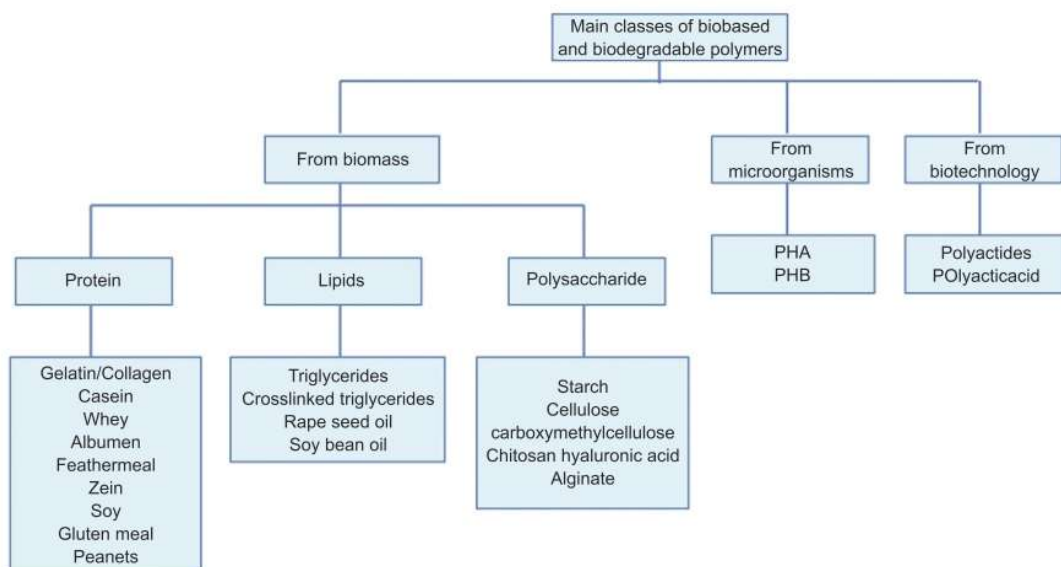 Main classes of biobased
and biodegradable polymers
From biomass
From
microorganisms
From
biotechnology
PHA
PHB
Polyactides
POlyacticacid
Protein
Lipids
Polysaccharide
Gelatin/Collagen
Casein
Whey
Albumen
Feathermeal
Zein
Soy
Gluten meal
Peanets
Triglycerides
Crosslinked triglycerides
Rape seed oil
Soy bean oil
Starch
Cellulose
carboxymethylcellulose
Chitosan hyaluronic acid
Alginate